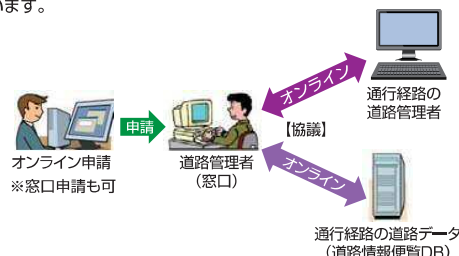 います。
オンライン
通行経路の
道路管理者
申請
【協議】
オンライン申請
※窓口申請も可
道路管理者
（窓口）
オンライン
通行経路の道路データ
（道路情報便覧DB）